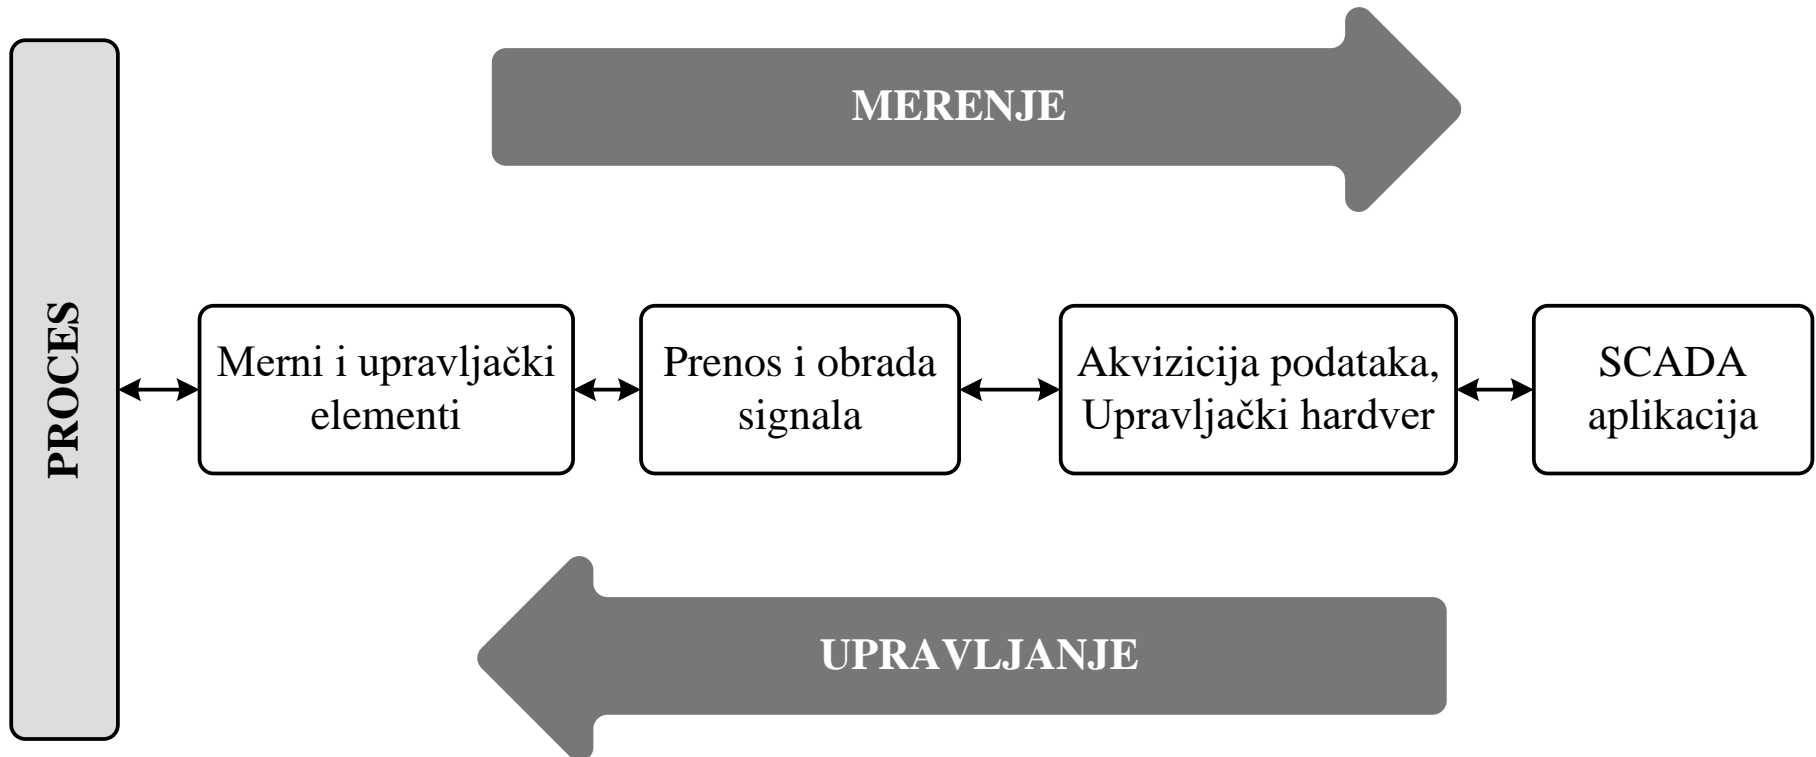 MERENJE
PROCES
Merni i upravljački
elementi
Prenos i obrada
signala
Akvizicija podataka,
Upravljački hardver
SCADA
aplikacija
UPRAVLJANJE